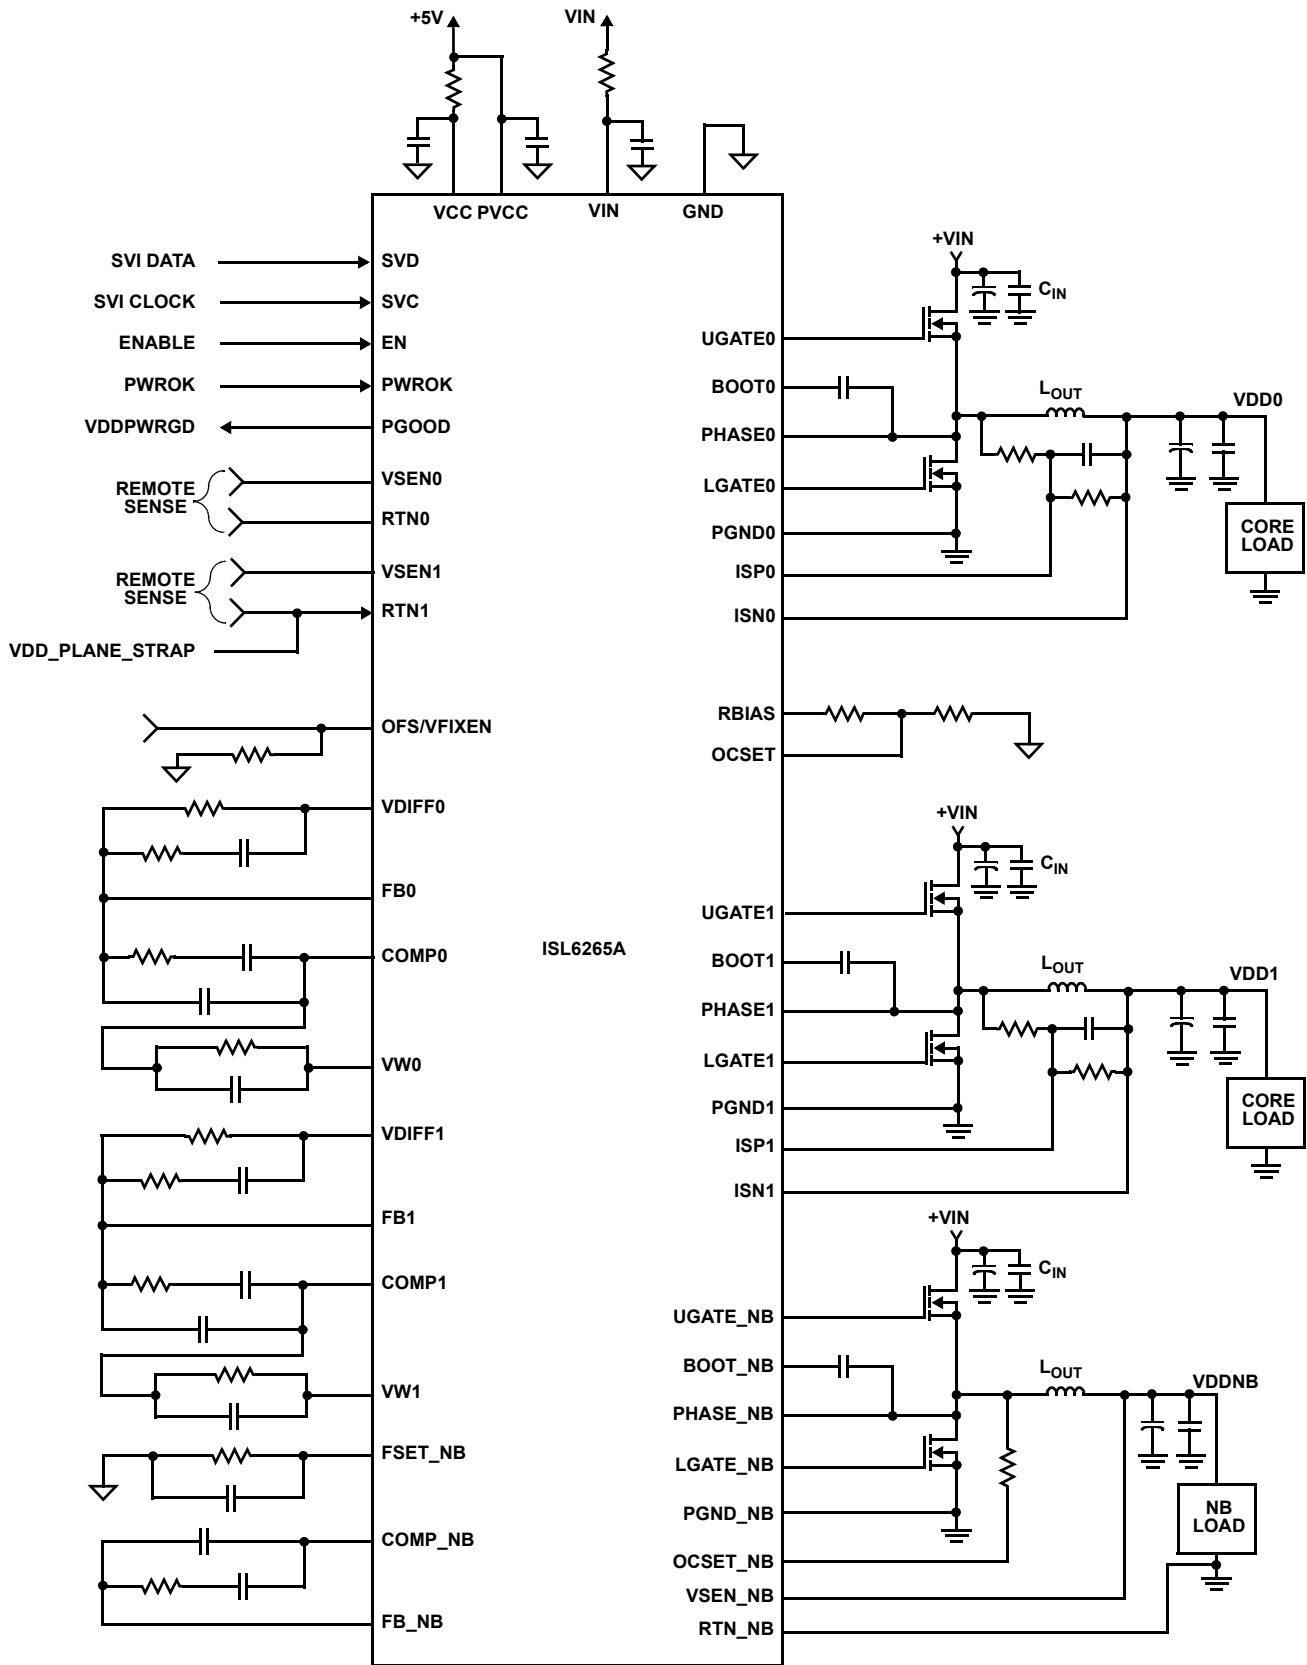 +5V
VIN
VCC PVCC
VIN
GND
SVI DATA
SVD
SVI CLOCK
SVC
ENABLE
EN
PWROK
PWROK
VDDPWRGD
PGOOD
REMOTE
SENSE
VSEN0
RTN0
REMOTE
SENSE
VSEN1
RTN1
VDD_PLANE_STRAP
OFS/VFIXEN
VDIFF0
FB0
COMP0
VW0
VDIFF1
FB1
COMP1
VW1
FSET_NB
COMP_NB
FB_NB
ISL6265A
+VIN
CIN
UGATE0
BOOT0
LOUT
VDD0
PHASE0
LGATE0
PGND0
CORE
LOAD
ISP0
ISN0
RBIAS
OCSET
+VIN
CIN
UGATE1
BOOT1
LOUT
VDD1
PHASE1
LGATE1
PGND1
CORE
LOAD
ISP1
ISN1
+VIN
CIN
UGATE_NB
BOOT_NB
LOUT
VDDNB
PHASE_NB
LGATE_NB
PGND_NB
NB
LOAD
OCSET_NB
VSEN_NB
RTN_NB